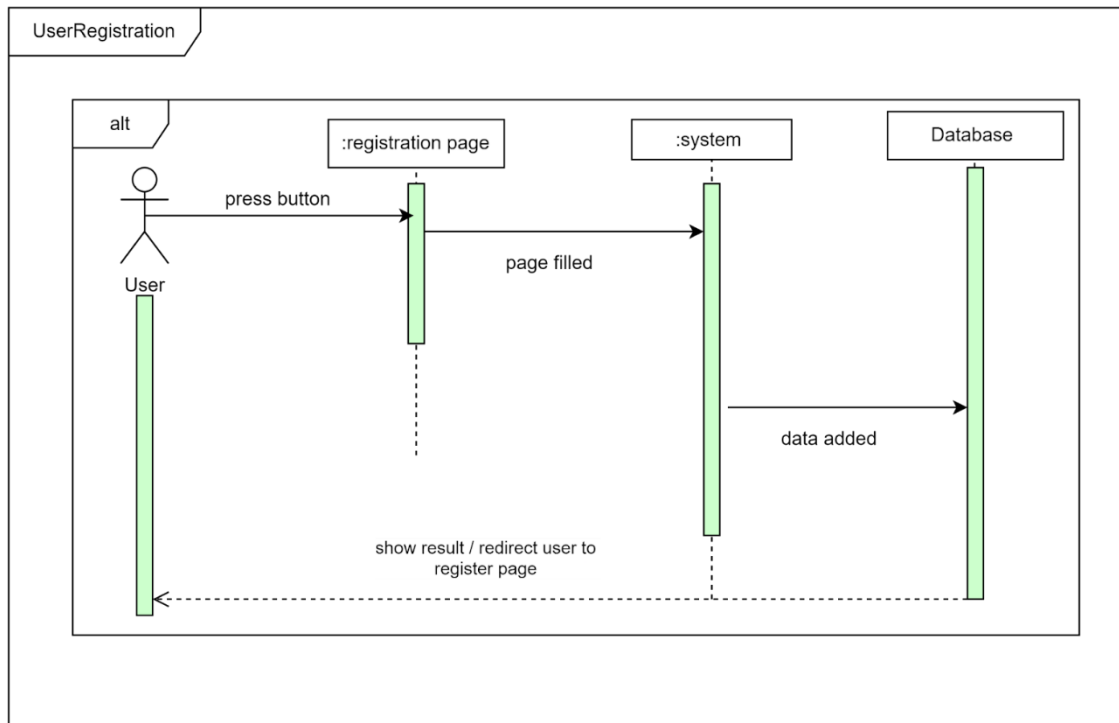 UserRegistration
alt
:registration page
:system
Database
press button
page filled
User
data added
show result / redirect user to
register page